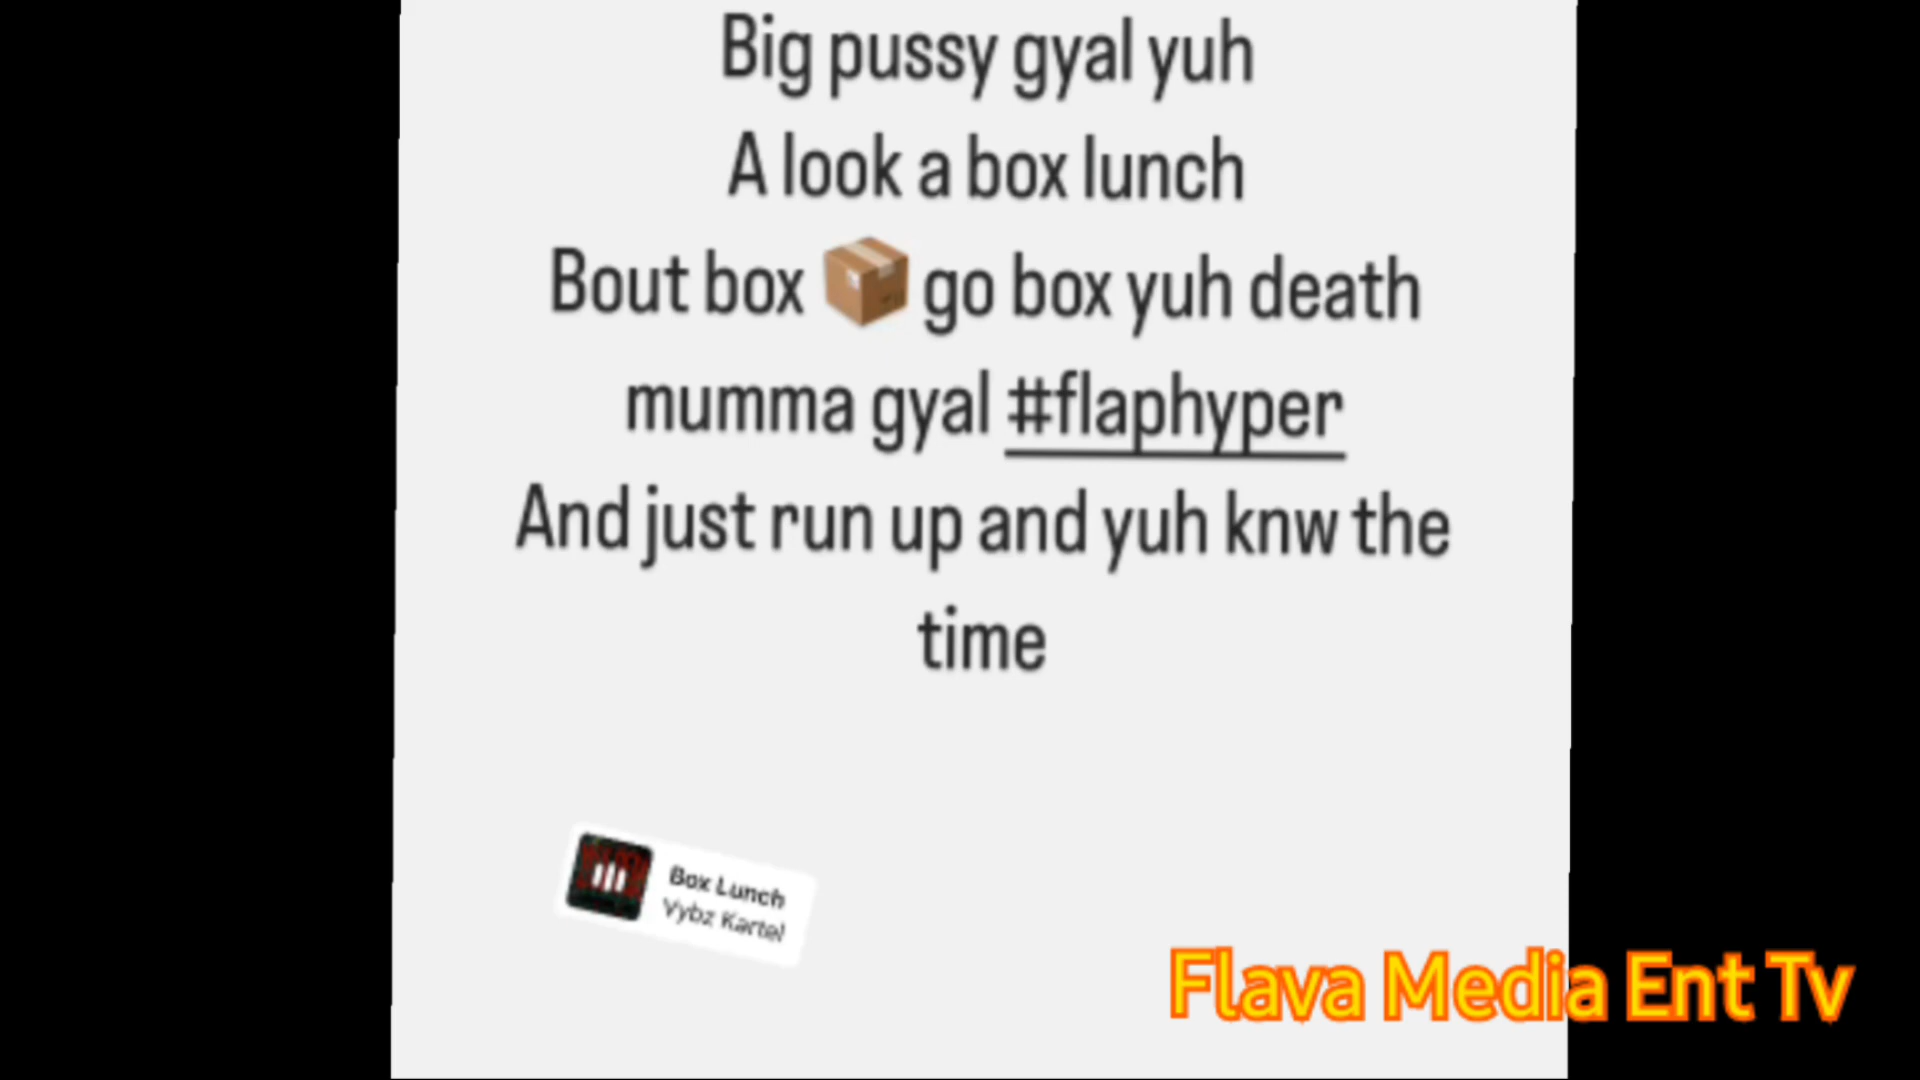 Big pussy gyal yuh
A look a box lunch
Bout box 📦 go box yuh death
mumma gyal #flaphyper
And just run up and yuh knw the
time
Box Lunch
Vybz Kartel
Flava Media Ent Tv